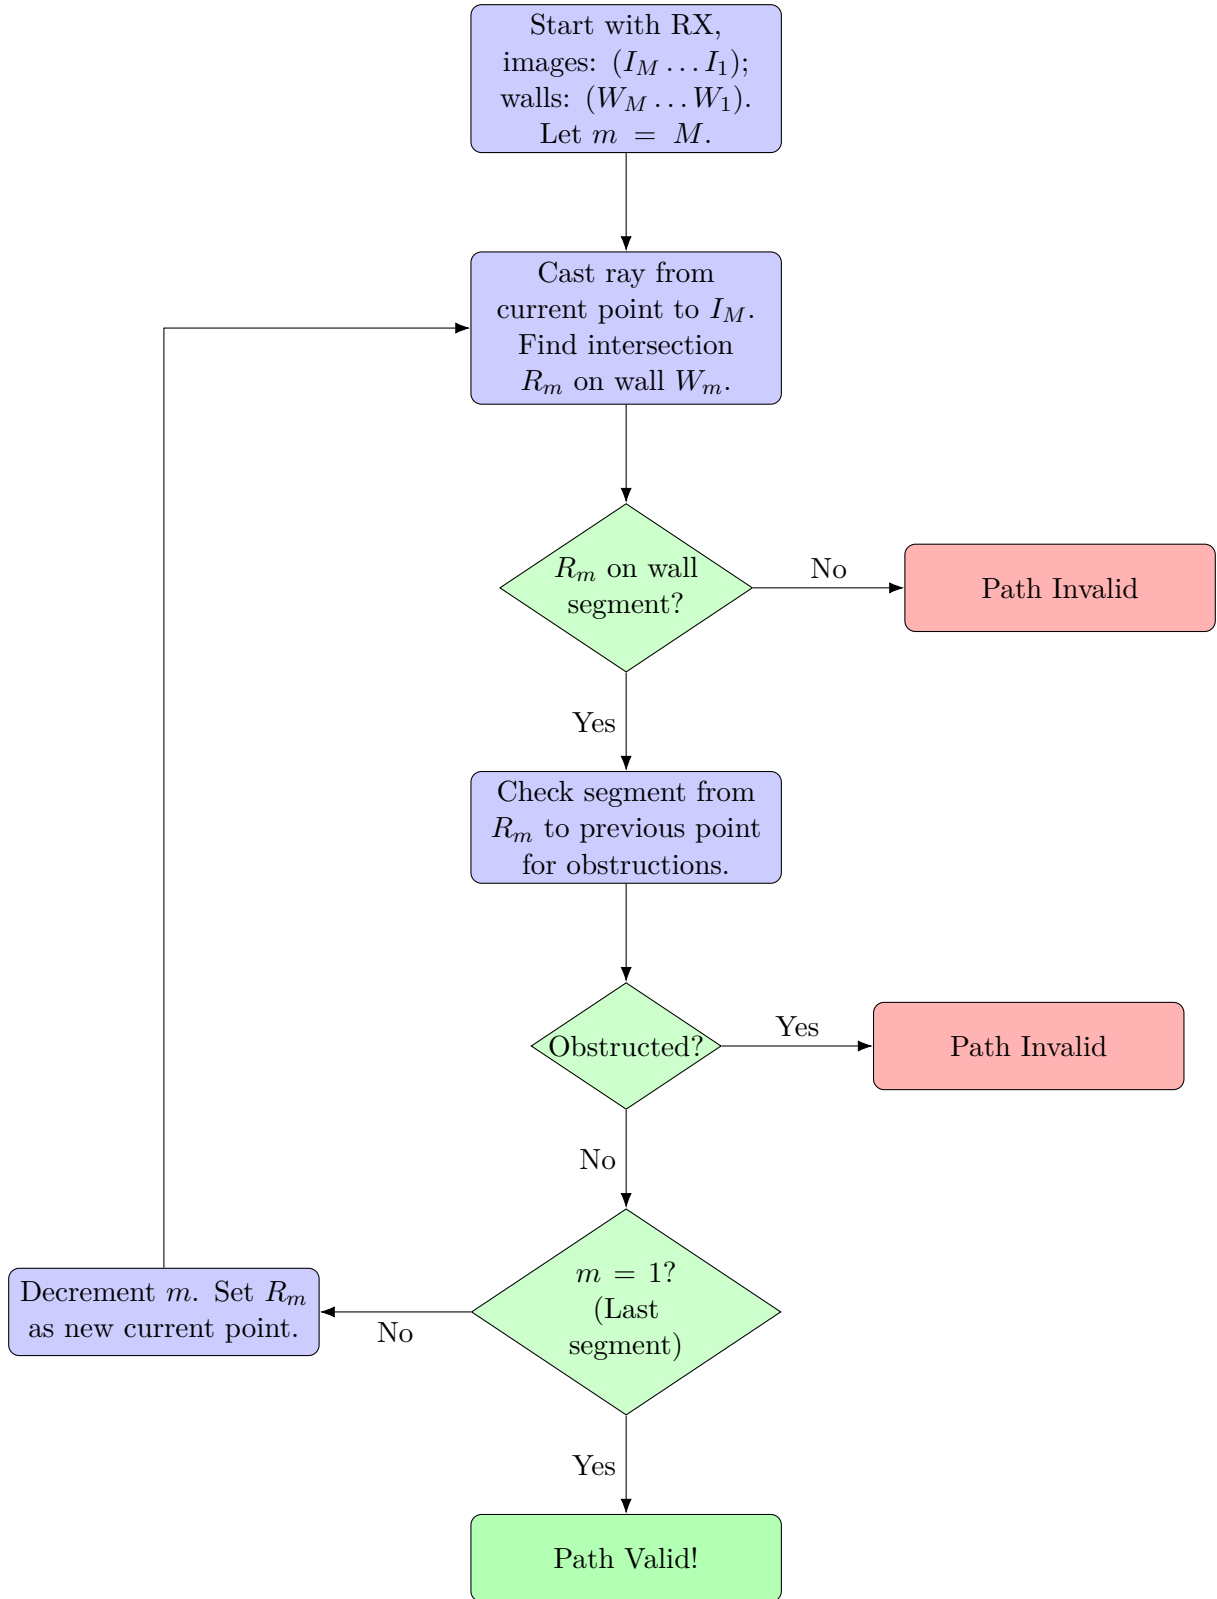 Start with RX,
images: (I_M … I_1);
walls: (W_M … W_1).
Let m = M.
Cast ray from
current point to I_M.
Find intersection
R_m on wall W_m.
R_m on wall
segment?
No
Path Invalid
Yes
Check segment from
R_m to previous point
for obstructions.
Obstructed?
Yes
Path Invalid
No
m = 1?
(Last
segment)
No
Decrement m. Set R_m
as new current point.
Yes
Path Valid!